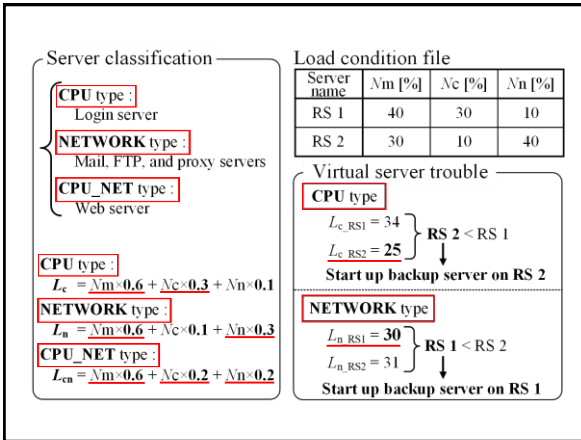 Server classification
CPU type :
Login server
NETWORK type :
Mail, FTP, and proxy servers
CPU_NET type :
Web server
CPU type :
Lc = Nm×0.6 + Nc×0.3 + Nn×0.1
NETWORK type :
Ln = Nm×0.6 + Nc×0.1 + Nn×0.3
CPU_NET type :
Lcn = Nm×0.6 + Nc×0.2 + Nn×0.2
Load condition file
Server name Nm [%] Nc [%] Nn [%]
RS 1 40 30 10
RS 2 30 10 40
Virtual server trouble
CPU type
Lc_RS1 = 34
Lc_RS2 = 25
RS 2 < RS 1
Start up backup server on RS 2
NETWORK type
Ln_RS1 = 30
Ln_RS2 = 31
RS 1 < RS 2
Start up backup server on RS 1